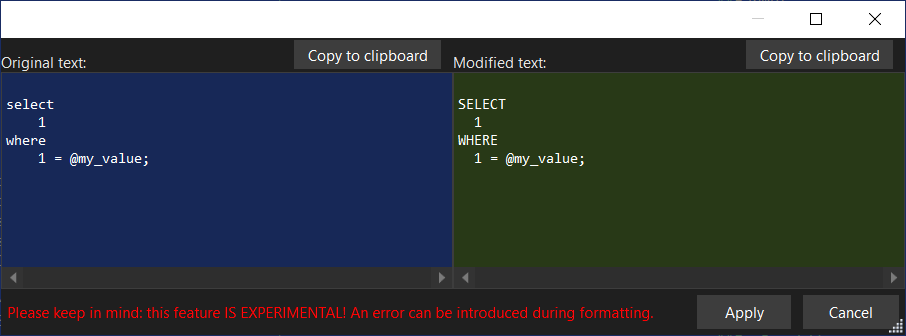 Original text:
Copy to clipboard
Modified text:
Copy to clipboard
select
    1
where
    1 = @my_value;
SELECT
  1
WHERE
  1 = @my_value;
Please keep in mind: this feature IS EXPERIMENTAL! An error can be introduced during formatting.
Apply
Cancel